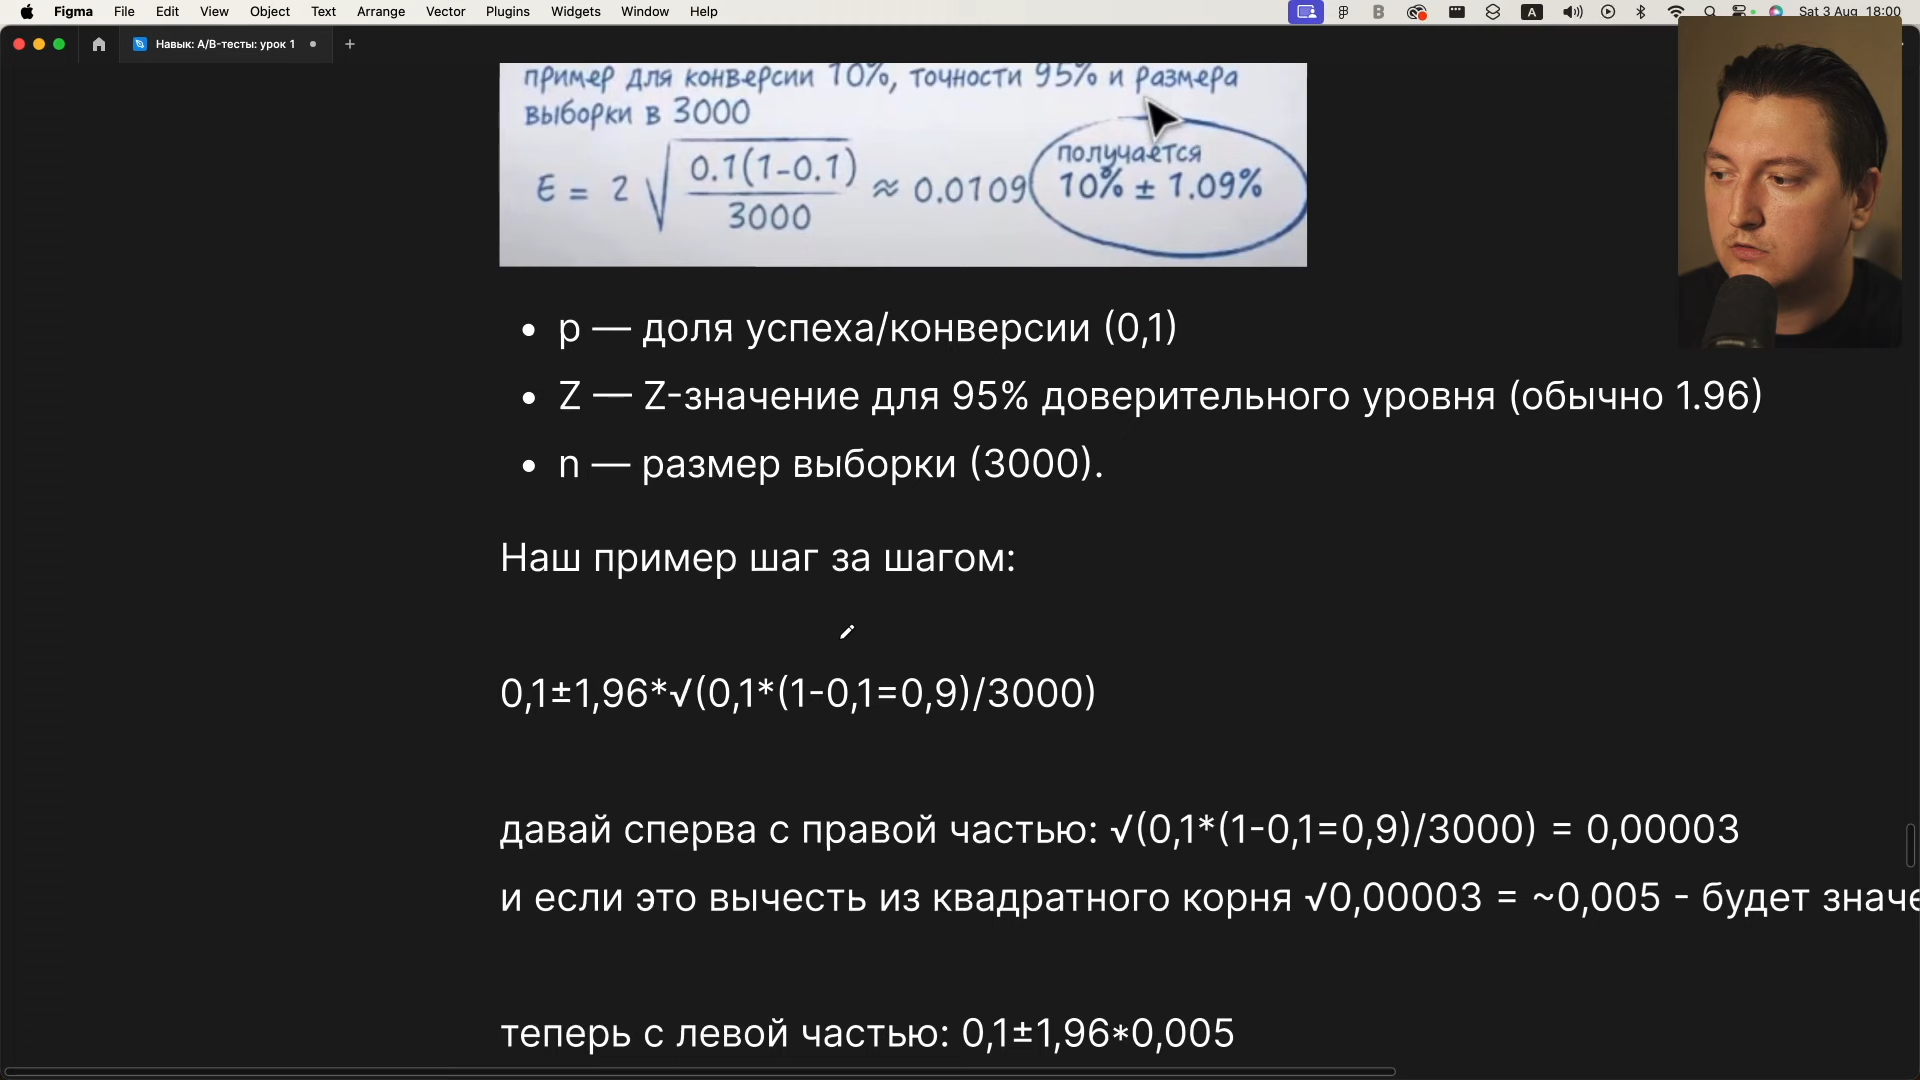 Figma File Edit View Object Text Arrange Vector Plugins Widgets Window Help
A Sat 3 Aug 18:00
Навык: A/B-тесты: урок 1
пример для конверсии 10%, точности 95% и размера
выборки в 3000
E = 2 √ 0.1(1-0.1) / 3000 ≈ 0.0109
получается
10% ± 1.09%
• p — доля успеха/конверсии (0,1)
• Z — Z-значение для 95% доверительного уровня (обычно 1.96)
• n — размер выборки (3000).
Наш пример шаг за шагом:
0,1±1,96*√(0,1*(1-0,1=0,9)/3000)
давай сперва с правой частью: √(0,1*(1-0,1=0,9)/3000) = 0,00003
и если это вычесть из квадратного корня √0,00003 = ~0,005 - будет значе
теперь с левой частью: 0,1±1,96*0,005